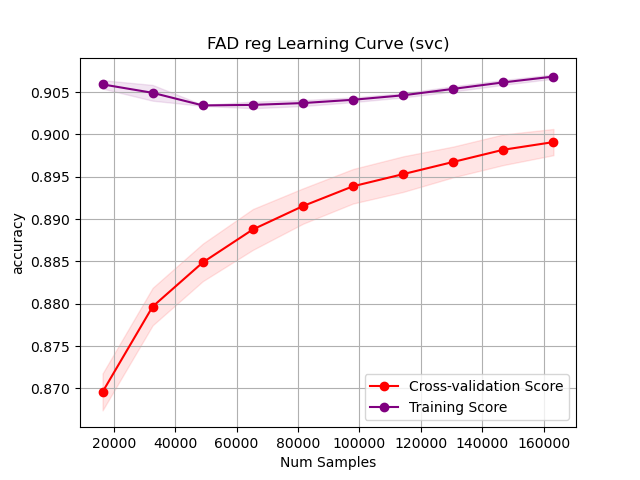 FAD reg Learning Curve (svc)
accuracy
0.905
0.900
0.895
0.890
0.885
0.880
0.875
0.870
Cross-validation Score
Training Score
20000 40000 60000 80000 100000 120000 140000 160000
Num Samples